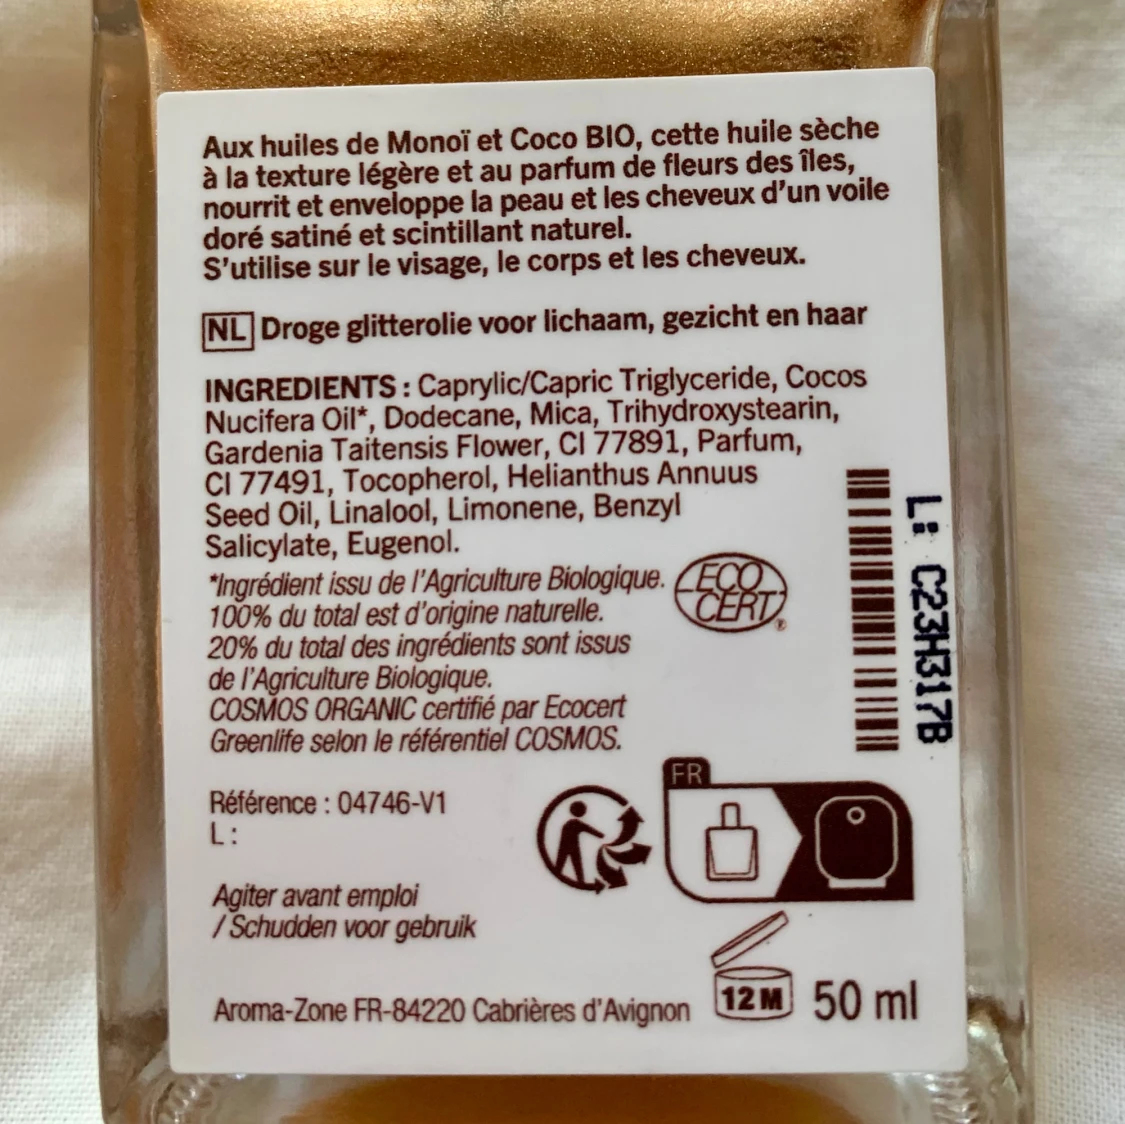 Aux huiles de Monoï et Coco BIO, cette huile sèche
à la texture légère et au parfum de fleurs des îles,
nourrit et enveloppe la peau et les cheveux d'un voile
doré satiné et scintillant naturel.
S'utilise sur le visage, le corps et les cheveux.
NL Droge glitterolie voor lichaam, gezicht en haar
INGREDIENTS : Caprylic/Capric Triglyceride, Cocos
Nucifera Oil*, Dodecane, Mica, Trihydroxystearin,
Gardenia Taitensis Flower, CI 77891, Parfum,
CI 77491, Tocopherol, Helianthus Annuus
Seed Oil, Linalool, Limonene, Benzyl
Salicylate, Eugenol.
*Ingrédient issu de l'Agriculture Biologique.
100% du total est d'origine naturelle.
20% du total des ingrédients sont issus
de l'Agriculture Biologique.
COSMOS ORGANIC certifié par Ecocert
Greenlife selon le référentiel COSMOS.
ECO
CERT®
L: C23H317B
Référence : 04746-V1
L :
FR
Agiter avant emploi
/ Schudden voor gebruik
Aroma-Zone FR-84220 Cabrières d'Avignon
12 M
50 ml